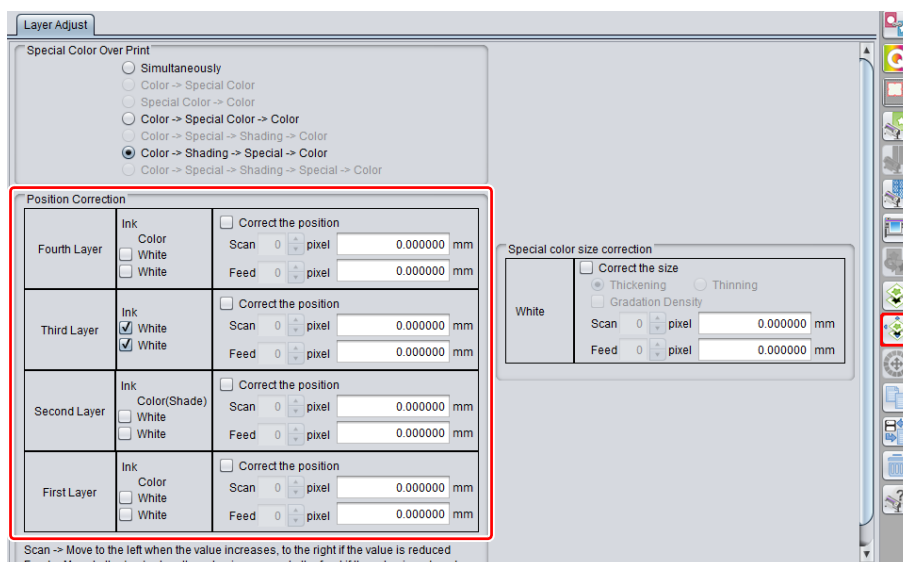 Layer Adjust
Special Color Over Print
Simultaneously
Color -> Special Color
Special Color -> Color
Color -> Special Color -> Color
Color -> Special -> Shading -> Color
Color -> Shading -> Special -> Color
Color -> Special -> Shading -> Special -> Color
Position Correction
Fourth Layer
Ink
Color
White
White
Correct the position
Scan 0 pixel 0.000000 mm
Feed 0 pixel 0.000000 mm
Third Layer
Ink
White
White
Correct the position
Scan 0 pixel 0.000000 mm
Feed 0 pixel 0.000000 mm
Second Layer
Ink
Color(Shade)
White
White
Correct the position
Scan 0 pixel 0.000000 mm
Feed 0 pixel 0.000000 mm
First Layer
Ink
Color
White
White
Correct the position
Scan 0 pixel 0.000000 mm
Feed 0 pixel 0.000000 mm
Scan -> Move to the left when the value increases, to the right if the value is reduced
Special color size correction
White
Correct the size
Thickening Thinning
Gradation Density
Scan 0 pixel 0.000000 mm
Feed 0 pixel 0.000000 mm